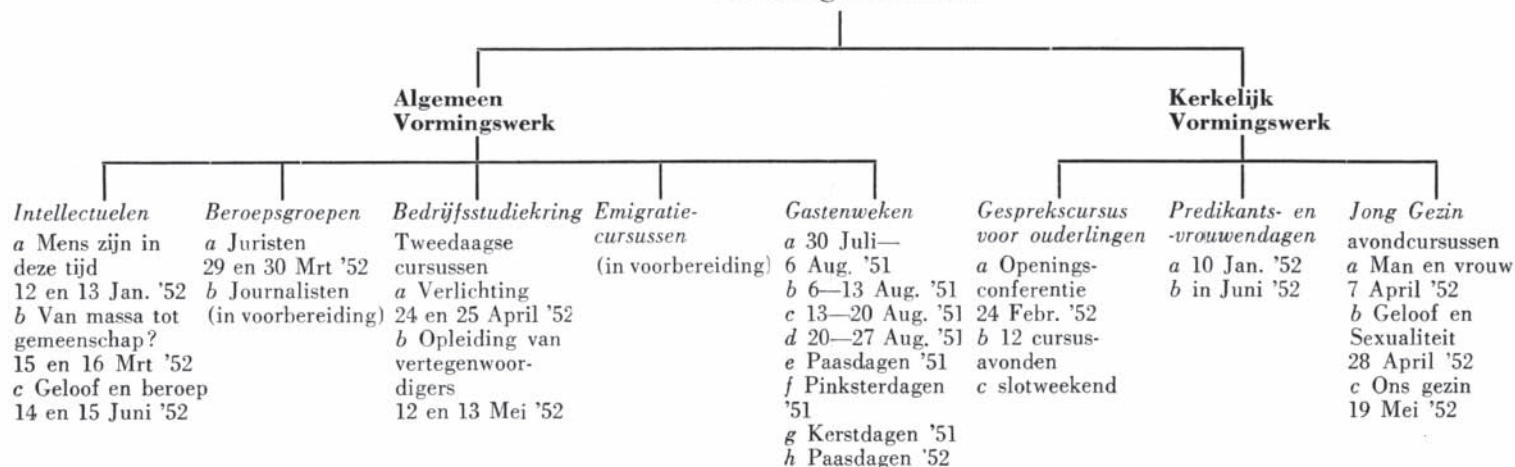 Algemeen
Vormingswerk
Kerkelijk
Vormingswerk
Intellectuelen
a Mens zijn in
deze tijd
12 en 13 Jan. '52
b Van massa tot
gemeenschap?
15 en 16 Mrt '52
c Geloof en beroep
14 en 15 Juni '52
Beroepsgroepen
a Juristen
29 en 30 Mrt '52
b Journalisten
(in voorbereiding)
Bedrijfsstudiekring
Tweedaagse
cursussen
a Verlichting
24 en 25 April '52
b Opleiding van
vertegenwoor-
digers
12 en 13 Mei '52
Emigratie-
cursussen
(in voorbereiding)
Gastenweken
a 30 Juli—
6 Aug. '51
b 6—13 Aug. '51
c 13—20 Aug. '51
d 20—27 Aug. '51
e Paasdagen '51
f Pinksterdagen
'51
g Kerstdagen '51
h Paasdagen '52
Gesprekscursus
voor ouderlingen
a Openings-
conferentie
24 Febr. '52
b 12 cursus-
avonden
c slotweekend
Predikants- en
-vrouwendagen
a 10 Jan. '52
b in Juni '52
Jong Gezin
avondcursussen
a Man en vrouw
7 April '52
b Geloof en
Sexualiteit
28 April '52
c Ons gezin
19 Mei '52